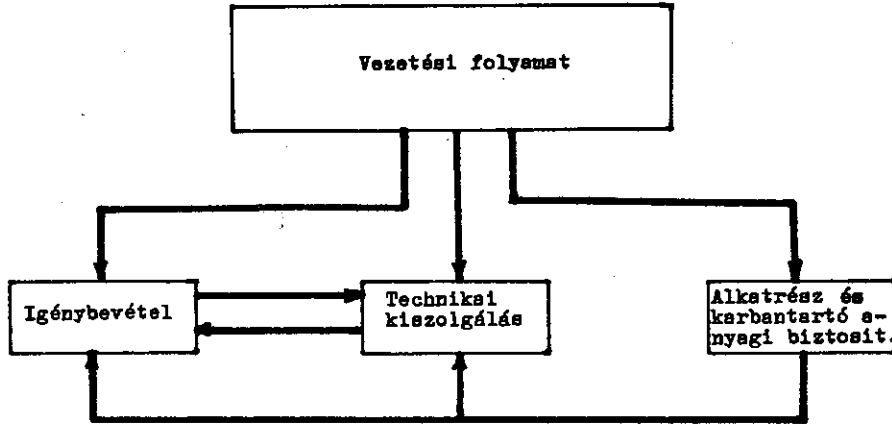 Vezetési folyamat
Igénybevétel
Technikai
kiszolgálás
Alkatrész és
karbantartó a-
nyagi biztosit.